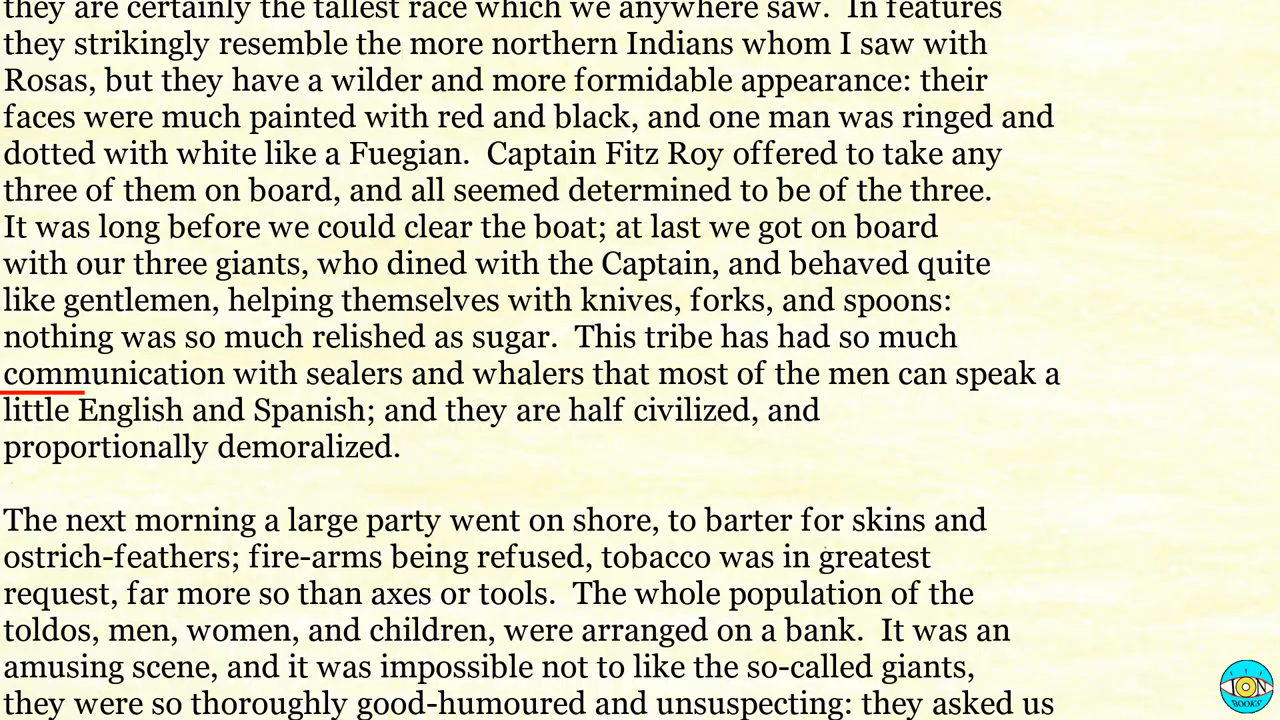 they are certainly the tallest race which we anywhere saw.  In features
they strikingly resemble the more northern Indians whom I saw with
Rosas, but they have a wilder and more formidable appearance: their
faces were much painted with red and black, and one man was ringed and
dotted with white like a Fuegian.  Captain Fitz Roy offered to take any
three of them on board, and all seemed determined to be of the three.
It was long before we could clear the boat; at last we got on board
with our three giants, who dined with the Captain, and behaved quite
like gentlemen, helping themselves with knives, forks, and spoons:
nothing was so much relished as sugar.  This tribe has had so much
communication with sealers and whalers that most of the men can speak a
little English and Spanish; and they are half civilized, and
proportionally demoralized.
The next morning a large party went on shore, to barter for skins and
ostrich-feathers; fire-arms being refused, tobacco was in greatest
request, far more so than axes or tools.  The whole population of the
toldos, men, women, and children, were arranged on a bank.  It was an
amusing scene, and it was impossible not to like the so-called giants,
they were so thoroughly good-humoured and unsuspecting: they asked us
ION
BOOKS